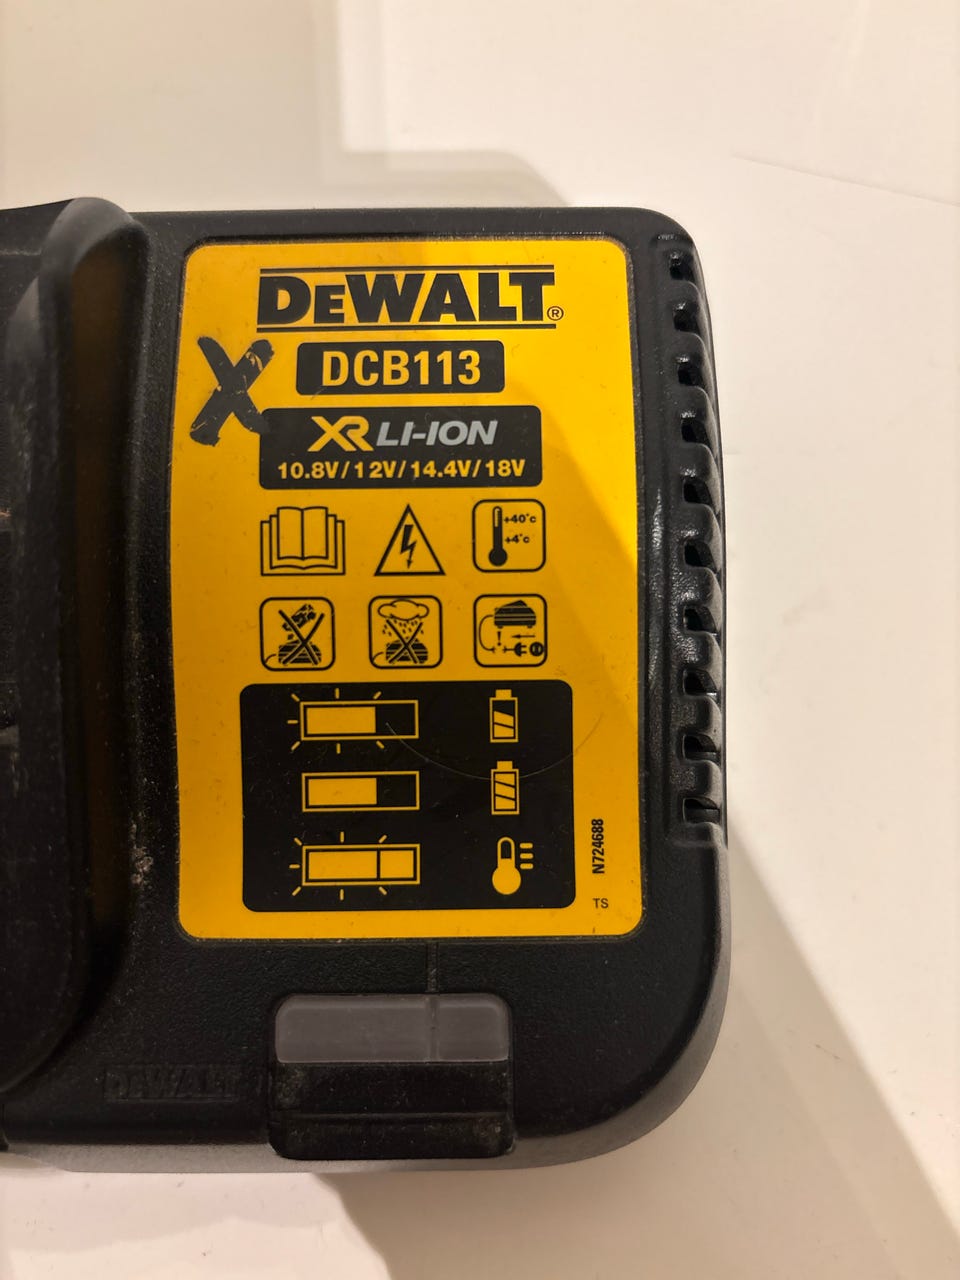 DEWALT®
DCB113
X
XR LI-ION
10.8V/12V/14.4V/18V
+40°c
+4°c
N724688
TS
DEWALT